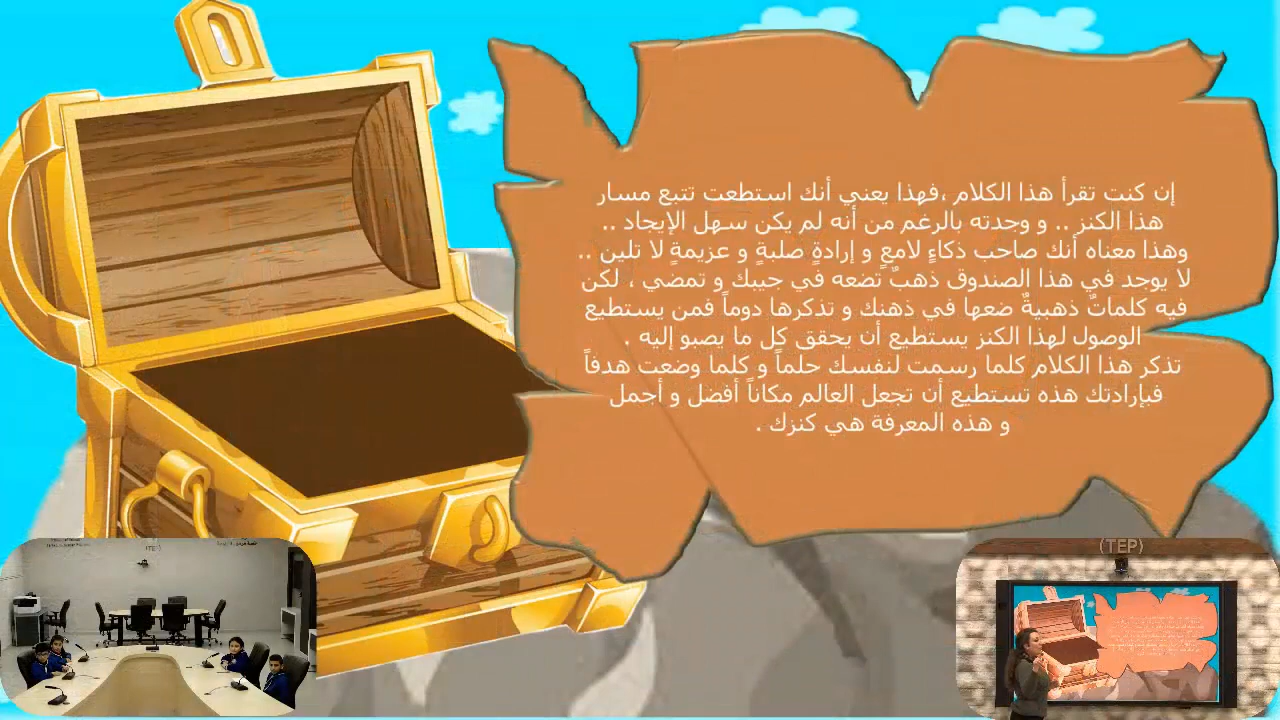 إن كنت تقرأ هذا الكلام ،فهذا يعني أنك استطعت تتبع مسار
هذا الكنز .. و وجدته بالرغم من أنه لم يكن سهل الإيجاد ..
وهذا معناه أنك صاحب ذكاءٍ لامعٍ و إرادةٍ صلبةٍ و عزيمةٍ لا تلين ..
لا يوجد في هذا الصندوق ذهبٌ تضعه في جيبك و تمضي ، لكن
فيه كلماتٌ ذهبيةٌ ضعها في ذهنك و تذكرها دوماً فمن يستطيع
الوصول لهذا الكنز يستطيع أن يحقق كل ما يصبو إليه .
تذكر هذا الكلام كلما رسمت لنفسك حلماً و كلما وضعت هدفاً
فبإرادتك هذه تستطيع أن تجعل العالم مكاناً أفضل و أجمل
و هذه المعرفة هي كنزك .
(TEP)
(TEP)